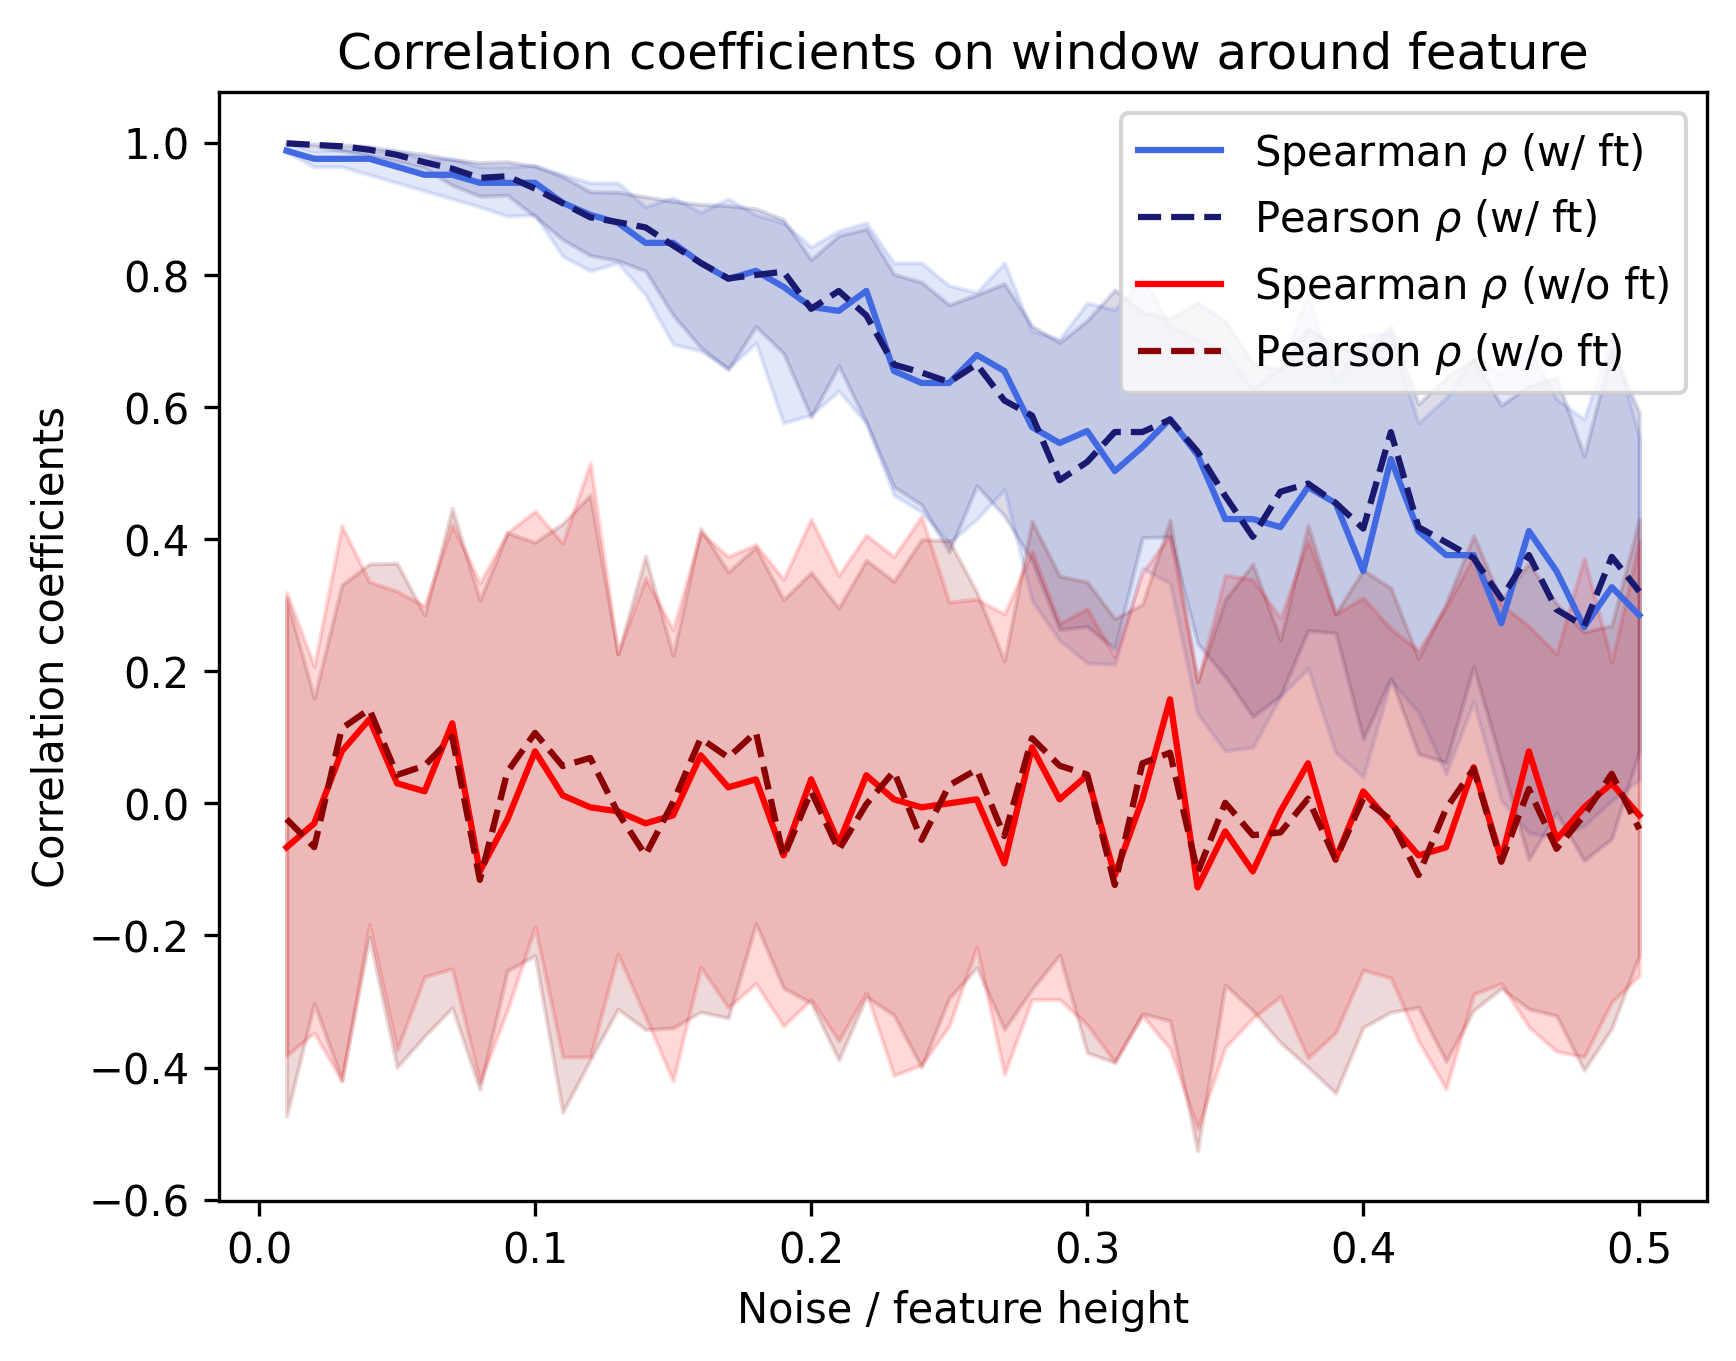 Correlation coefficients on window around feature
Spearman ρ (w/ ft)
Pearson ρ (w/ ft)
Spearman ρ (w/o ft)
Pearson ρ (w/o ft)
Correlation coefficients
1.0
0.8
0.6
0.4
0.2
0.0
−0.2
−0.4
−0.6
0.0 0.1 0.2 0.3 0.4 0.5
Noise / feature height